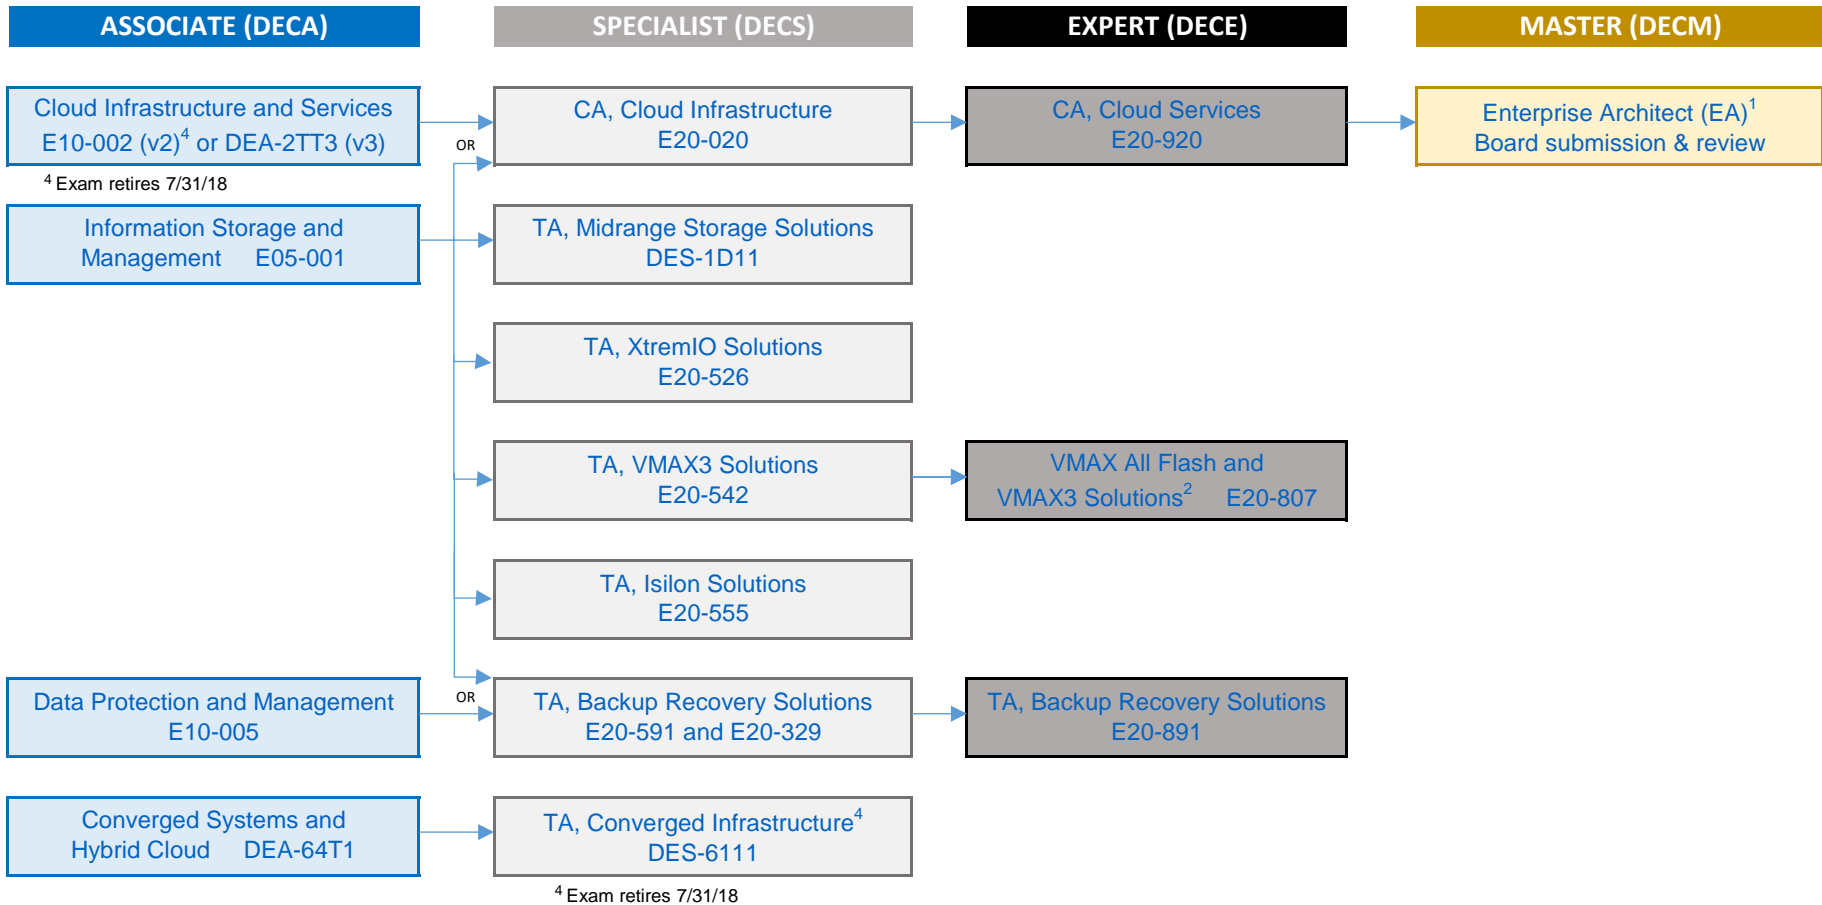 ASSOCIATE (DECA)
SPECIALIST (DECS)
EXPERT (DECE)
MASTER (DECM)
Cloud Infrastructure and Services
E10-002 (v2)⁴ or DEA-2TT3 (v3)
⁴ Exam retires 7/31/18
OR
CA, Cloud Infrastructure
E20-020
CA, Cloud Services
E20-920
Enterprise Architect (EA)¹
Board submission & review
Information Storage and
Management E05-001
TA, Midrange Storage Solutions
DES-1D11
TA, XtremIO Solutions
E20-526
TA, VMAX3 Solutions
E20-542
VMAX All Flash and
VMAX3 Solutions² E20-807
TA, Isilon Solutions
E20-555
Data Protection and Management
E10-005
OR
TA, Backup Recovery Solutions
E20-591 and E20-329
TA, Backup Recovery Solutions
E20-891
Converged Systems and
Hybrid Cloud DEA-64T1
TA, Converged Infrastructure⁴
DES-6111
⁴ Exam retires 7/31/18